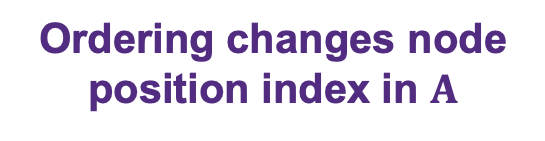 Ordering changes node
position index in A